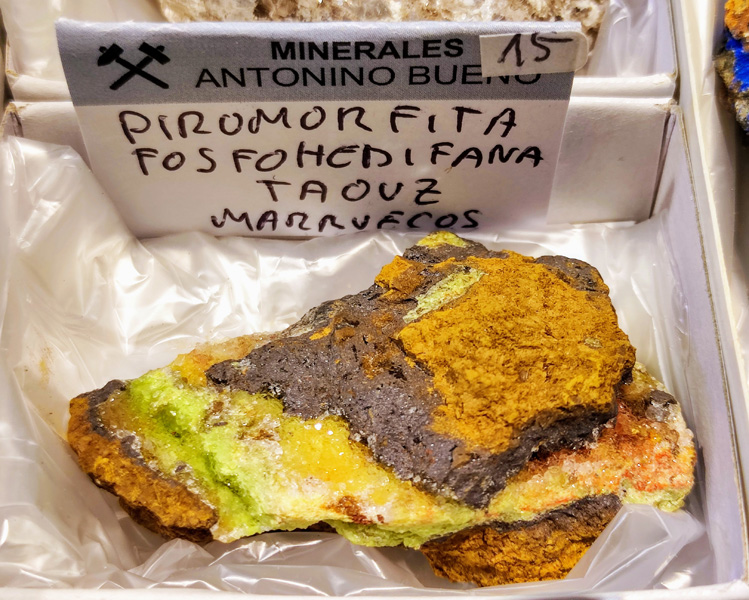 MINERALES
15
ANTONINO BUENO
PIROMORFITA
FOSFOHEDIFANA
TAOUZ
MARRUECOS